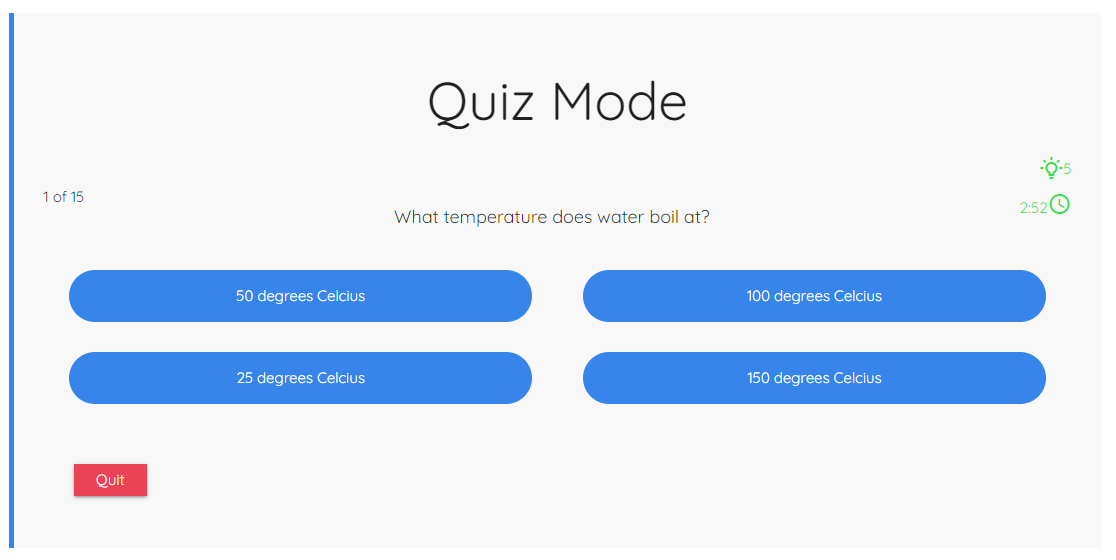 Quiz Mode
5
1 of 15
2:52
What temperature does water boil at?
50 degrees Celcius
100 degrees Celcius
25 degrees Celcius
150 degrees Celcius
Quit